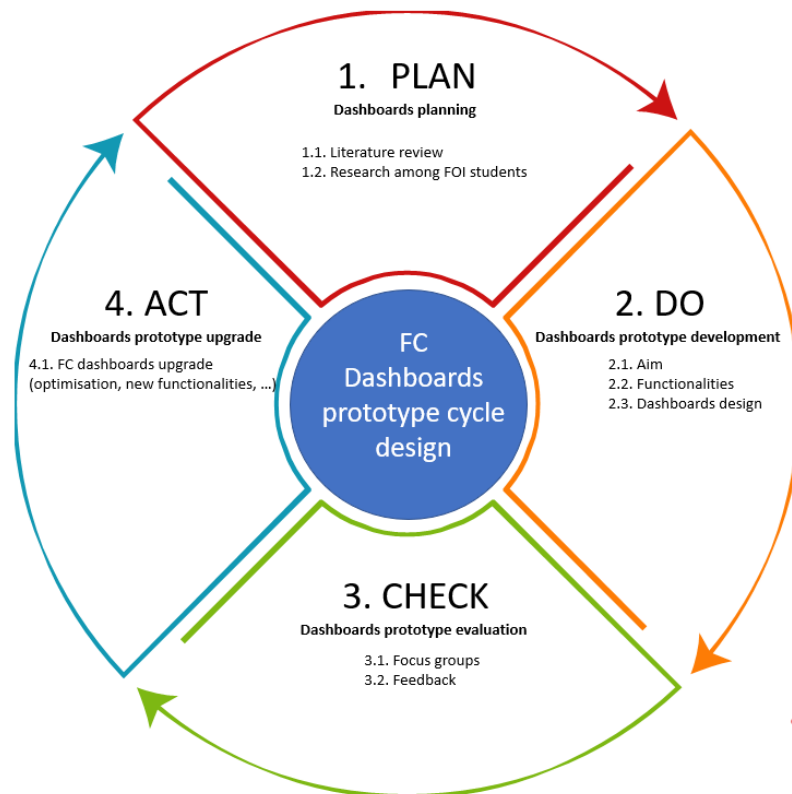 1. PLAN
Dashboards planning
1.1. Literature review
1.2. Research among FOI students
2. DO
Dashboards prototype development
2.1. Aim
2.2. Functionalities
2.3. Dashboards design
3. CHECK
Dashboards prototype evaluation
3.1. Focus groups
3.2. Feedback
4. ACT
Dashboards prototype upgrade
4.1. FC dashboards upgrade
(optimisation, new functionalities, ...)
FC
Dashboards
prototype cycle
design